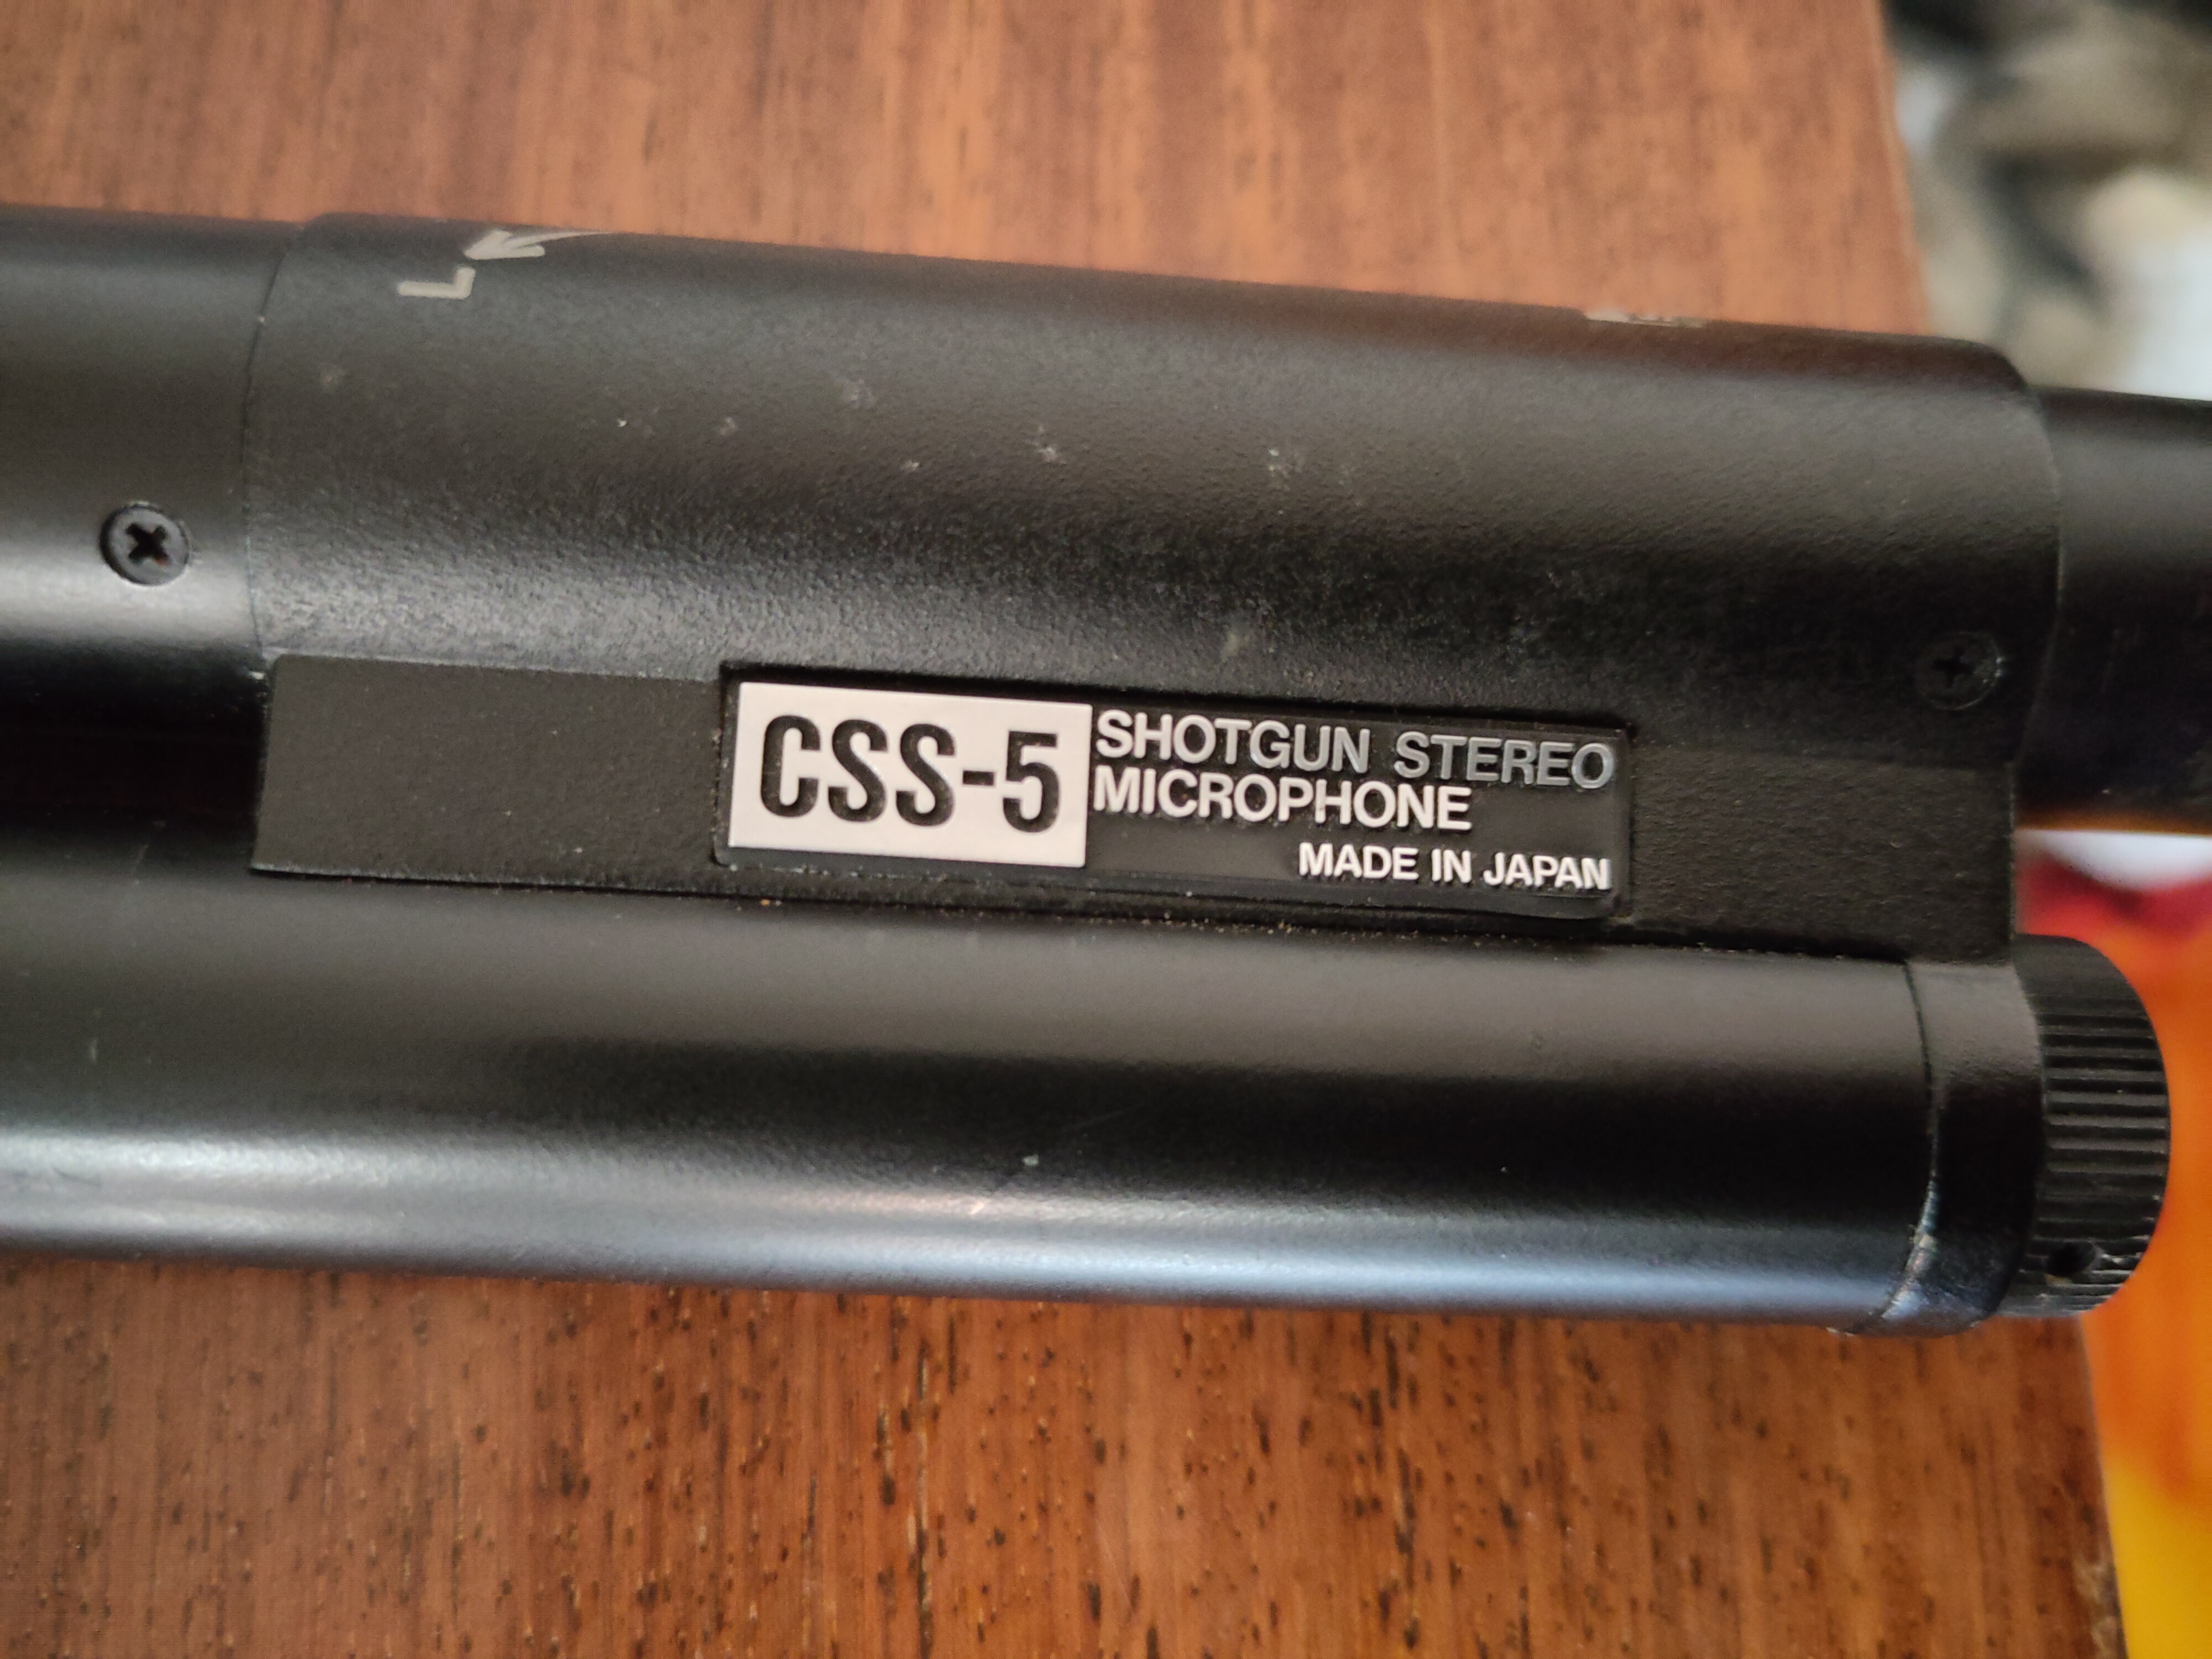 L
CSS-5
SHOTGUN STEREO
MICROPHONE
MADE IN JAPAN